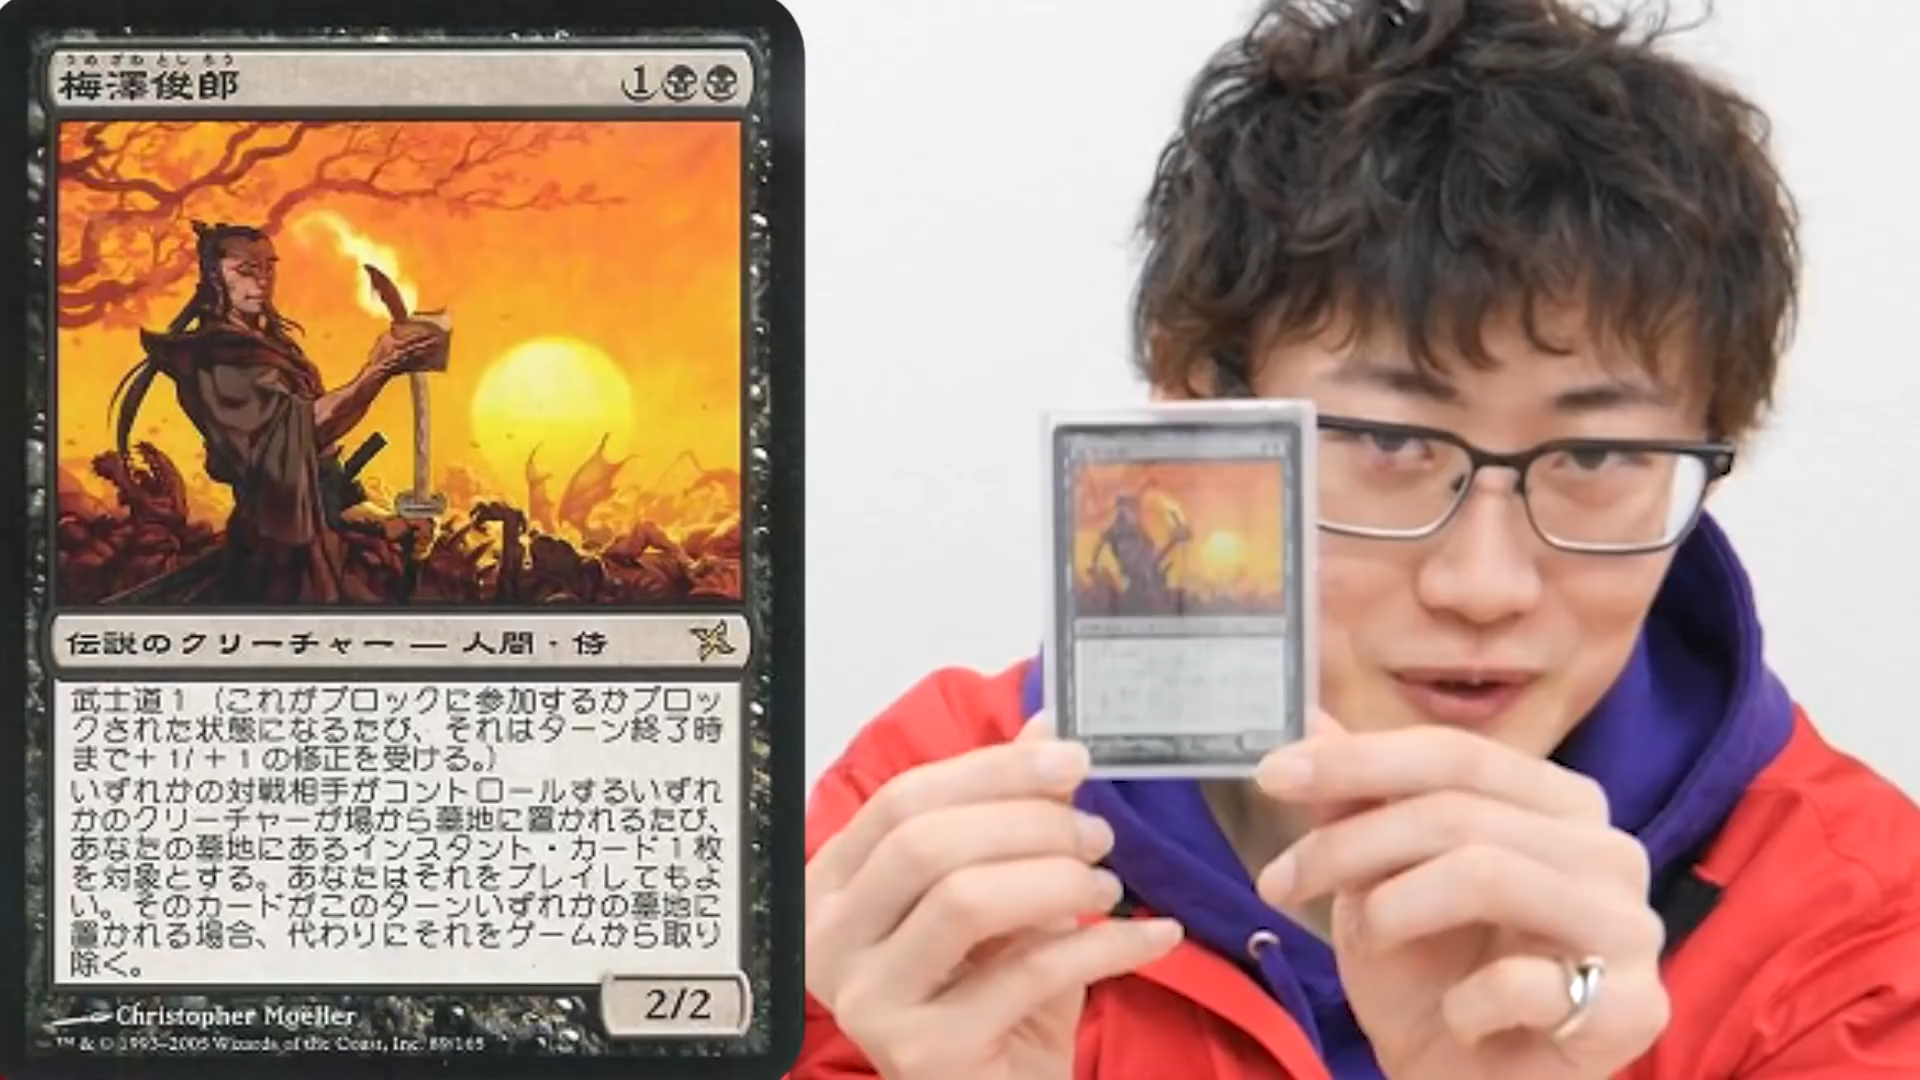 うめざわとしろう
梅澤俊郎
1
伝説のクリーチャー ― 人間・侍
武士道1（これがブロックに参加するかブロッ
クされた状態になるたび、それはターン終了時
まで＋1/＋1の修正を受ける。）
いずれかの対戦相手がコントロールするいずれ
かのクリーチャーが場から墓地に置かれるたび、
あなたの墓地にあるインスタント・カード1枚
を対象とする。あなたはそれをプレイしてもよ
い。そのカードがこのターンいずれかの墓地に
置かれる場合、代わりにそれをゲームから取り
除く。
2/2
Christopher Moeller
™ & © 1993–2005 Wizards of the Coast, Inc. 89/165